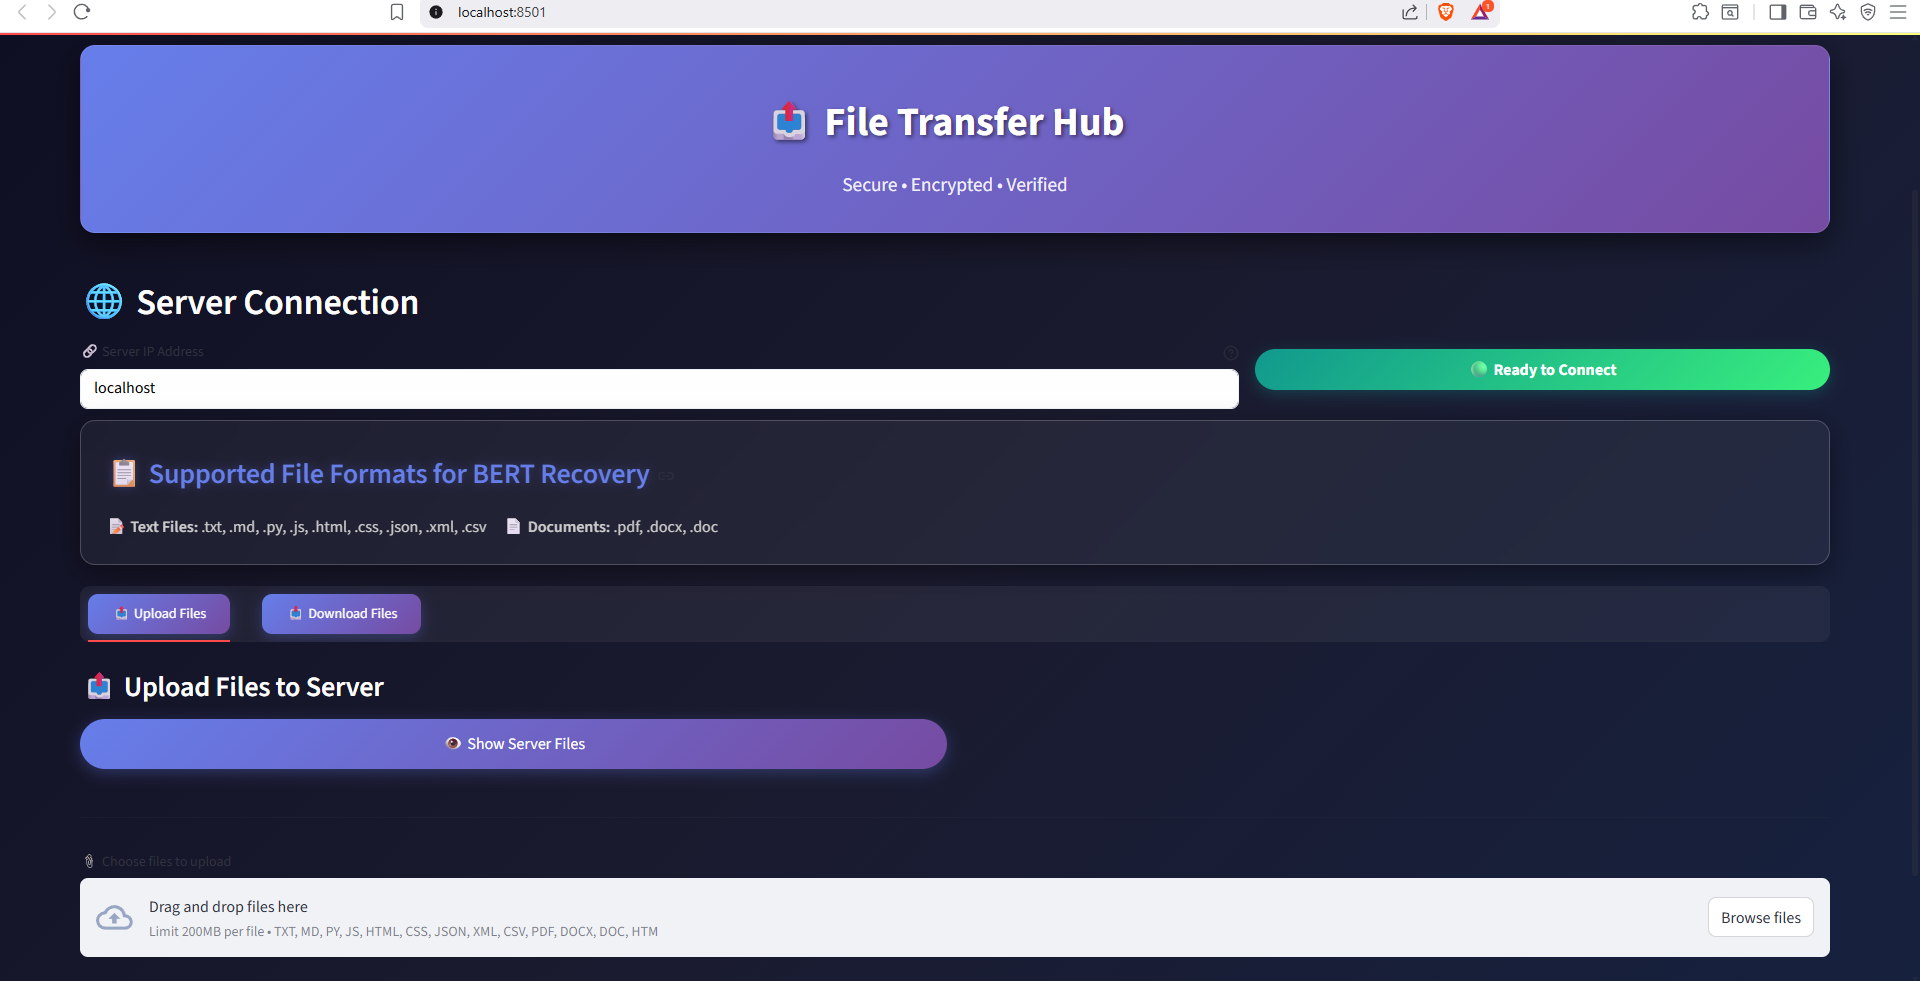 localhost:8501
1
File Transfer Hub
Secure • Encrypted • Verified
Server Connection
Server IP Address
localhost
Ready to Connect
Supported File Formats for BERT Recovery
Text Files: .txt, .md, .py, .js, .html, .css, .json, .xml, .csv Documents: .pdf, .docx, .doc
Upload Files
Download Files
Upload Files to Server
Show Server Files
Choose files to upload
Drag and drop files here
Limit 200MB per file • TXT, MD, PY, JS, HTML, CSS, JSON, XML, CSV, PDF, DOCX, DOC, HTM
Browse files